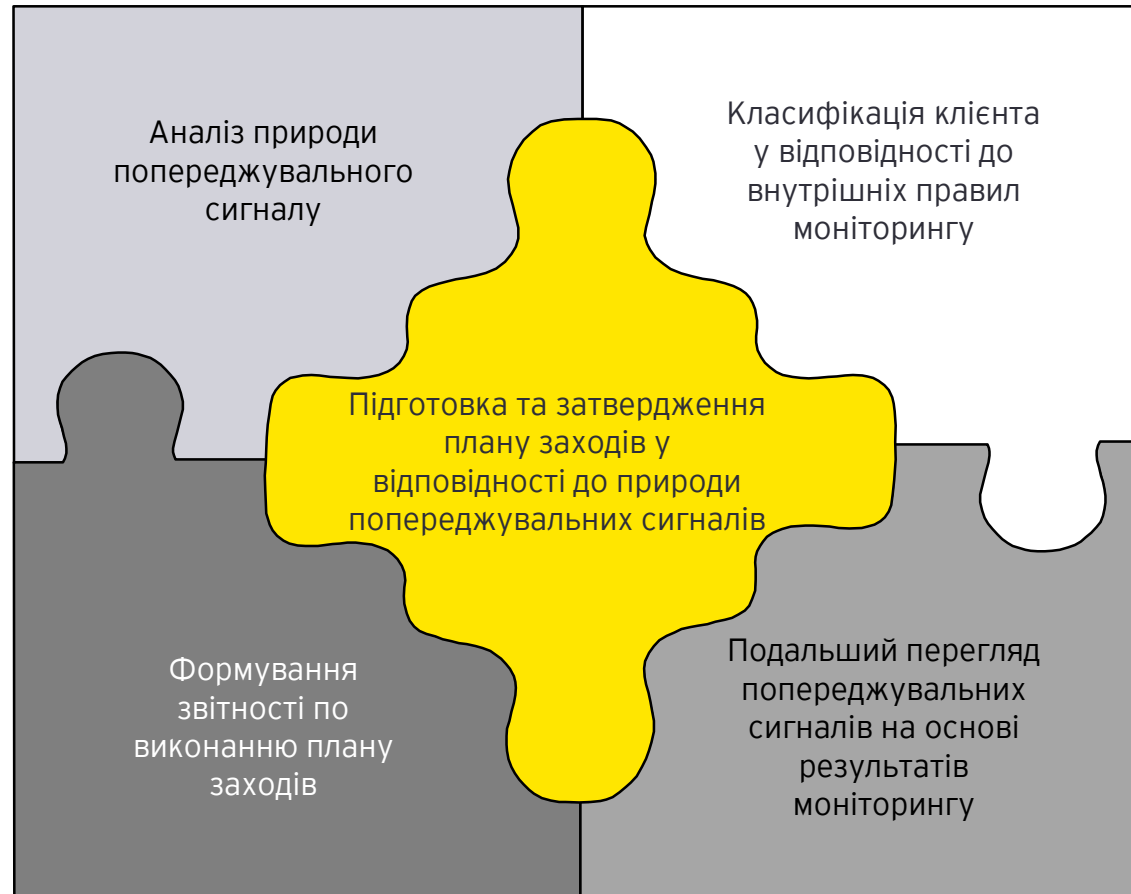 Аналіз природи
попереджувального
сигналу
Класифікація клієнта
у відповідності до
внутрішніх правил
моніторингу
Підготовка та затвердження
плану заходів у
відповідності до природи
попереджувальних сигналів
Формування
звітності по
виконанню плану
заходів
Подальший перегляд
попереджувальних
сигналів на основі
результатів
моніторингу